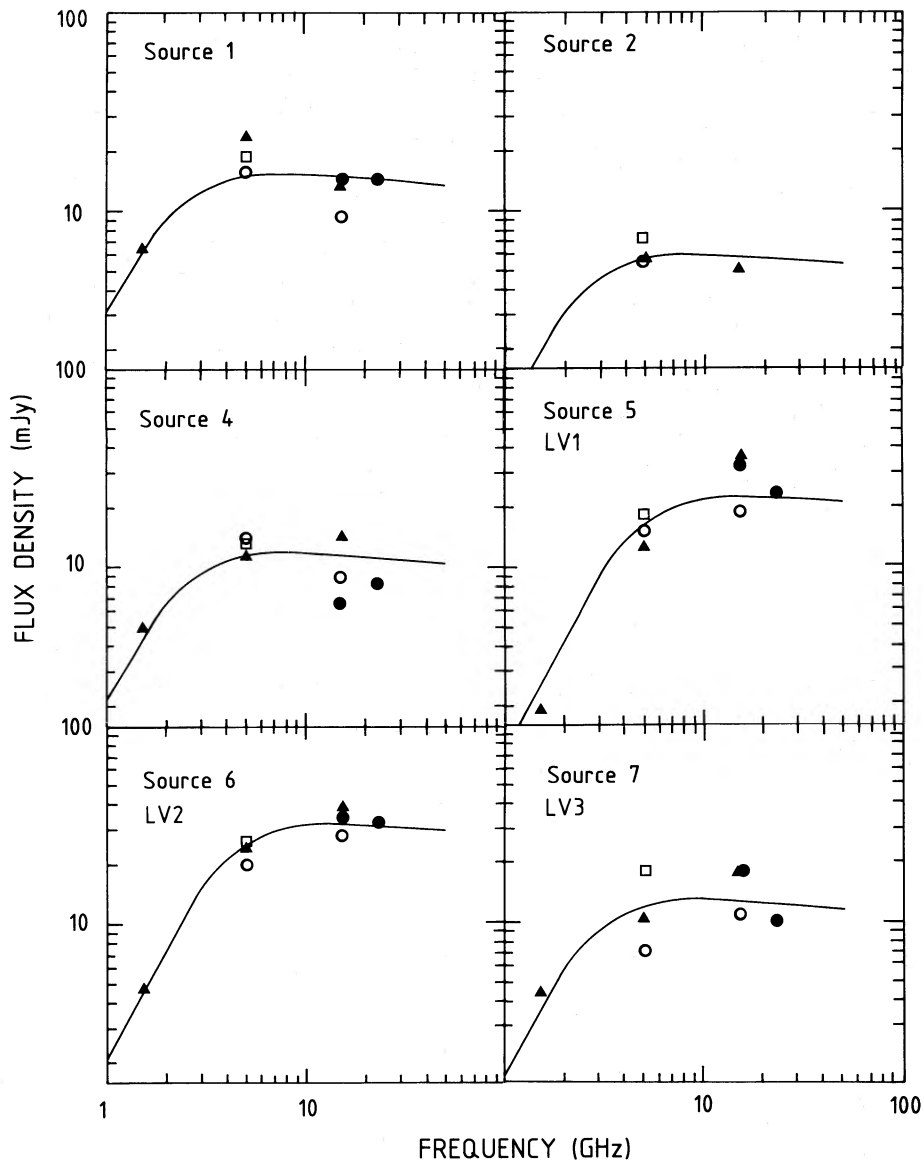 100
Source 1
Source 2
10
100
Source 4
Source 5
LV1
10
100
Source 6
LV2
Source 7
LV3
10
1
10
10
100
FLUX DENSITY (mJy)
FREQUENCY (GHz)